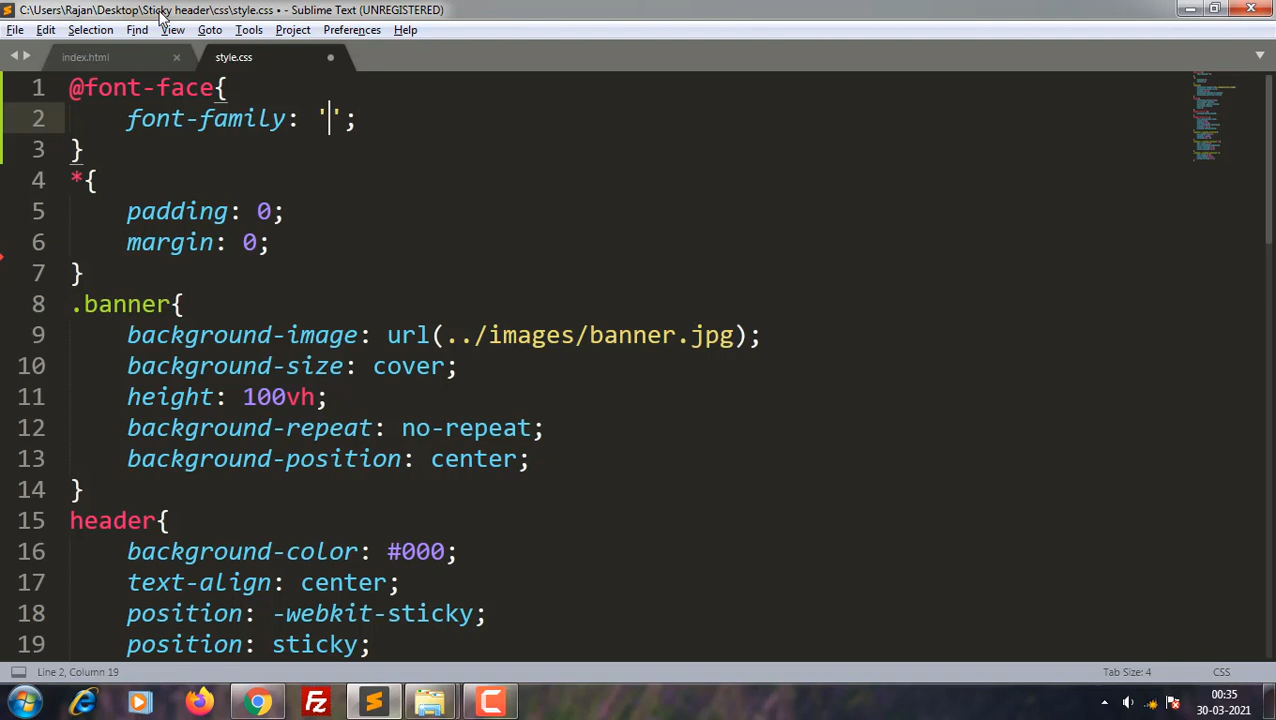 C:\Users\Rajan\Desktop\Sticky header\css\style.css • - Sublime Text (UNREGISTERED)
File Edit Selection Find View Goto Tools Project Preferences Help
index.html × style.css
1 @font-face{
2 font-family: '';
3 }
4 *{
5 padding: 0;
6 margin: 0;
7 }
8 .banner{
9 background-image: url(../images/banner.jpg);
10 background-size: cover;
11 height: 100vh;
12 background-repeat: no-repeat;
13 background-position: center;
14 }
15 header{
16 background-color: #000;
17 text-align: center;
18 position: -webkit-sticky;
19 position: sticky;
Line 2, Column 19 Tab Size: 4 CSS
00:35
30-03-2021